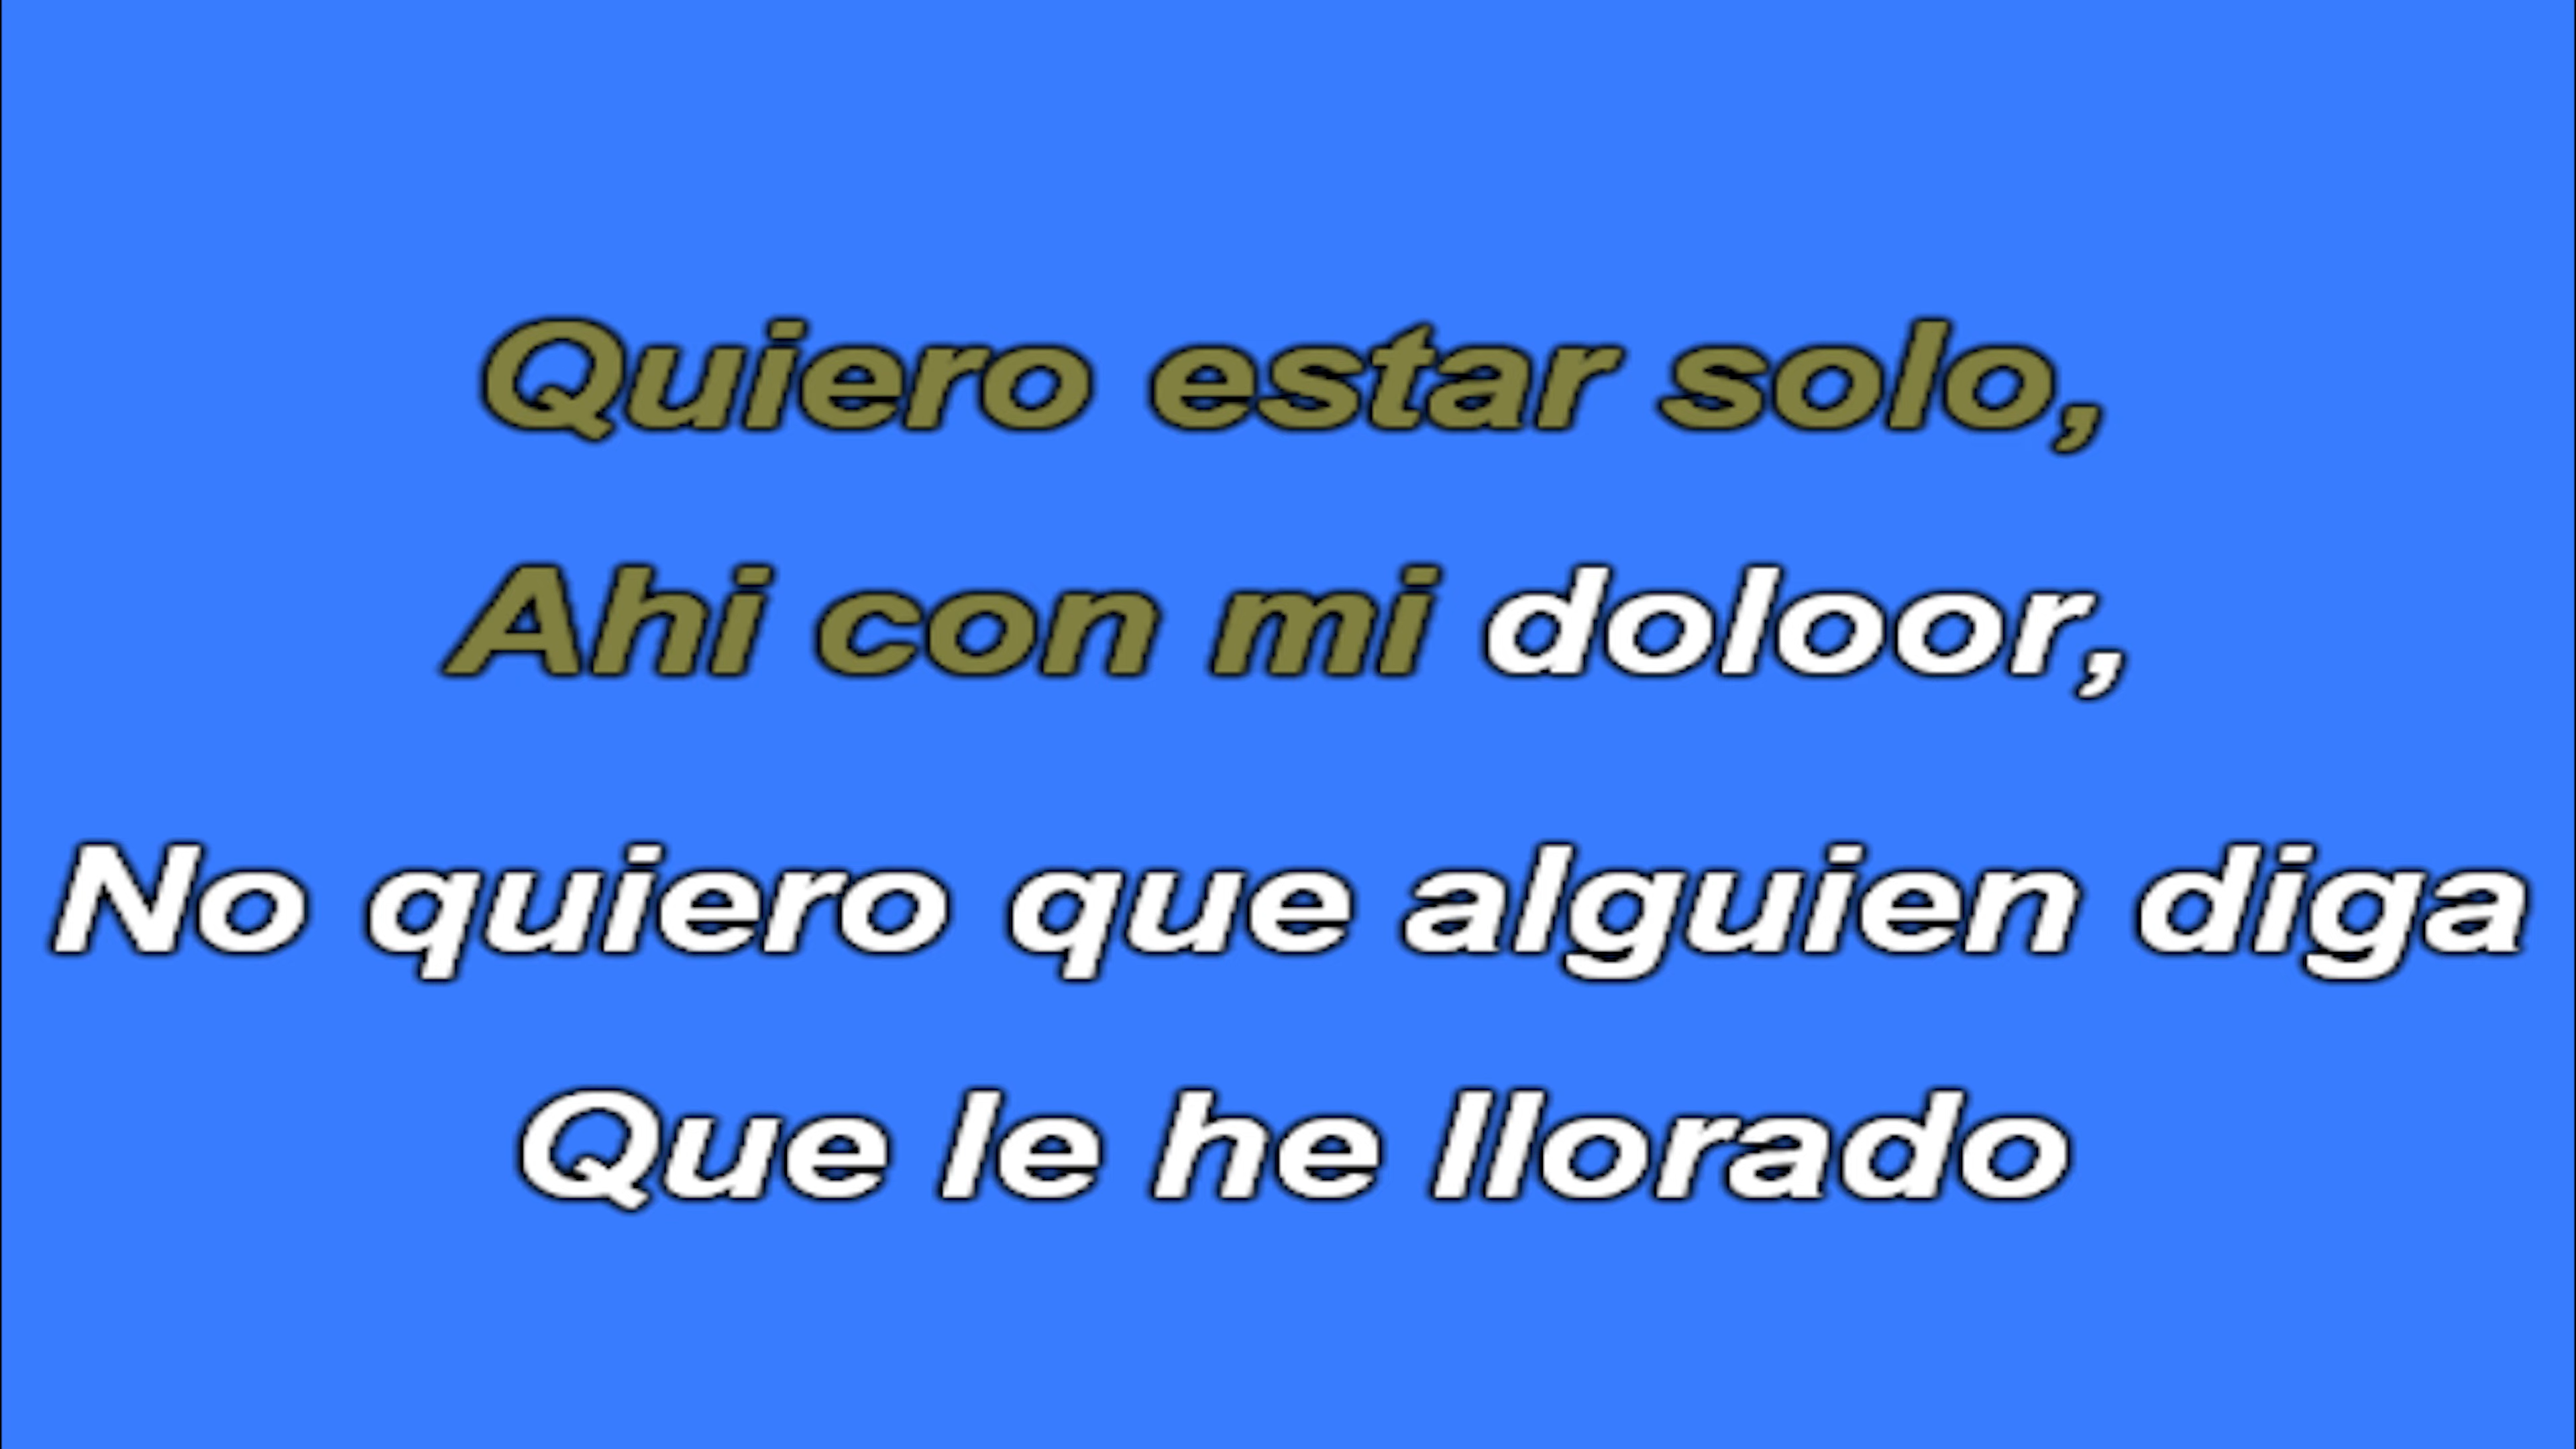 Quiero estar solo,
Ahi con mi doloor,
No quiero que alguien diga
Que le he llorado